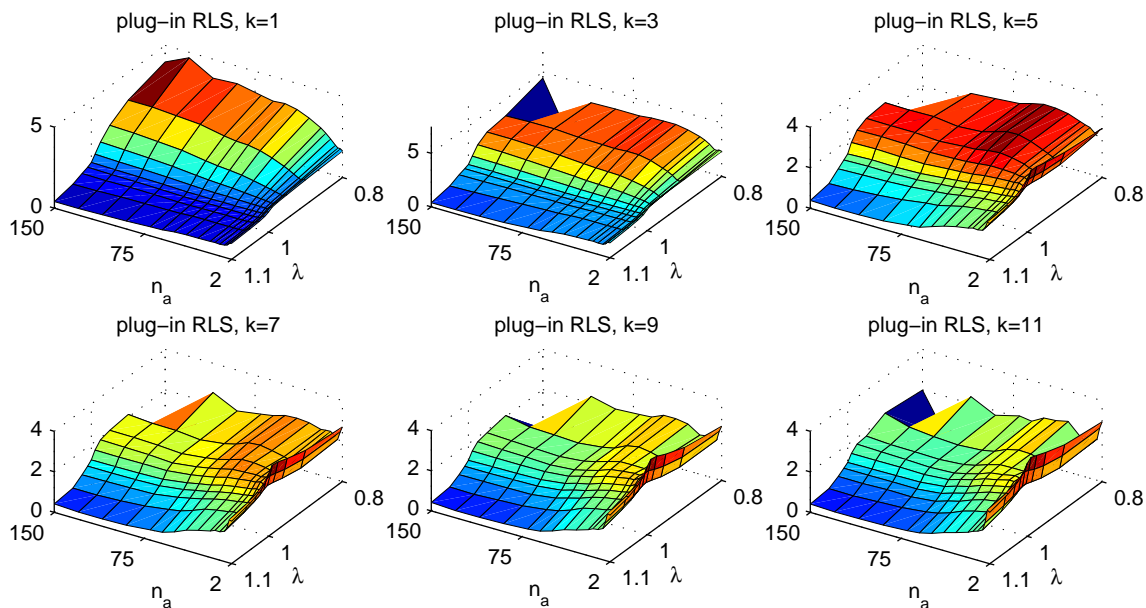 plug−in RLS, k=1
5
0
150
75
2
n_a
1.1
1
0.8
λ
plug−in RLS, k=3
5
0
150
75
2
n_a
1.1
1
0.8
λ
plug−in RLS, k=5
4
2
0
150
75
2
n_a
1.1
1
0.8
λ
plug−in RLS, k=7
4
2
0
150
75
2
n_a
1.1
1
0.8
λ
plug−in RLS, k=9
4
2
0
150
75
2
n_a
1.1
1
0.8
λ
plug−in RLS, k=11
4
2
0
150
75
2
n_a
1.1
1
0.8
λ